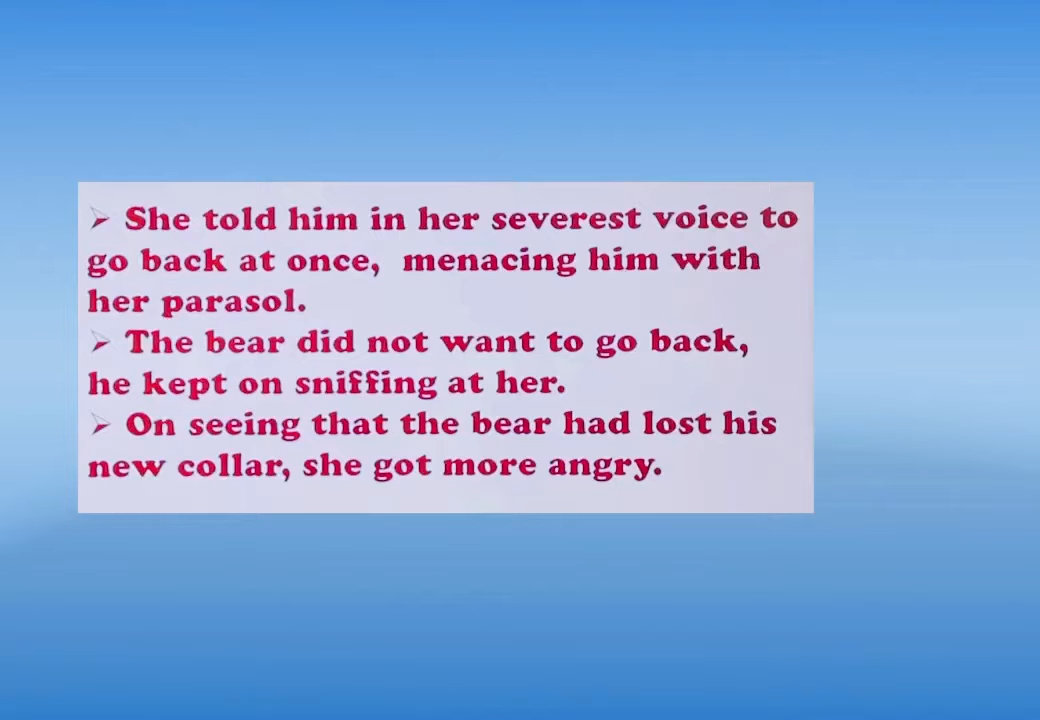 ➢ She told him in her severest voice to
go back at once, menacing him with
her parasol.
➢ The bear did not want to go back,
he kept on sniffing at her.
➢ On seeing that the bear had lost his
new collar, she got more angry.